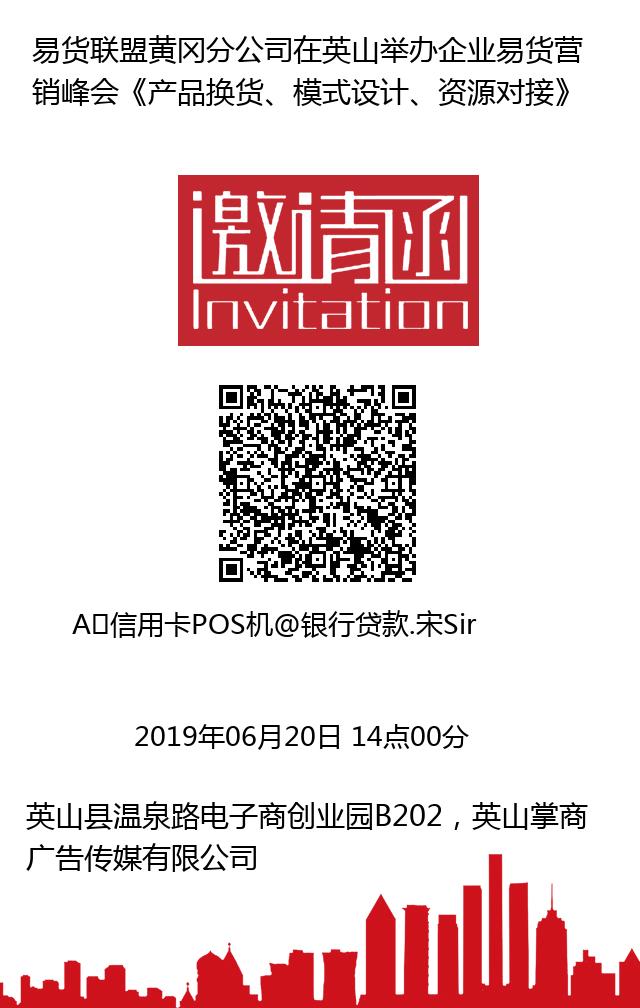 易货联盟黄冈分公司在英山举办企业易货营
销峰会《产品换货、模式设计、资源对接》
邀请函
Invitation
A▯信用卡POS机@银行贷款.宋Sir
2019年06月20日 14点00分
英山县温泉路电子商创业园B202，英山掌商
广告传媒有限公司